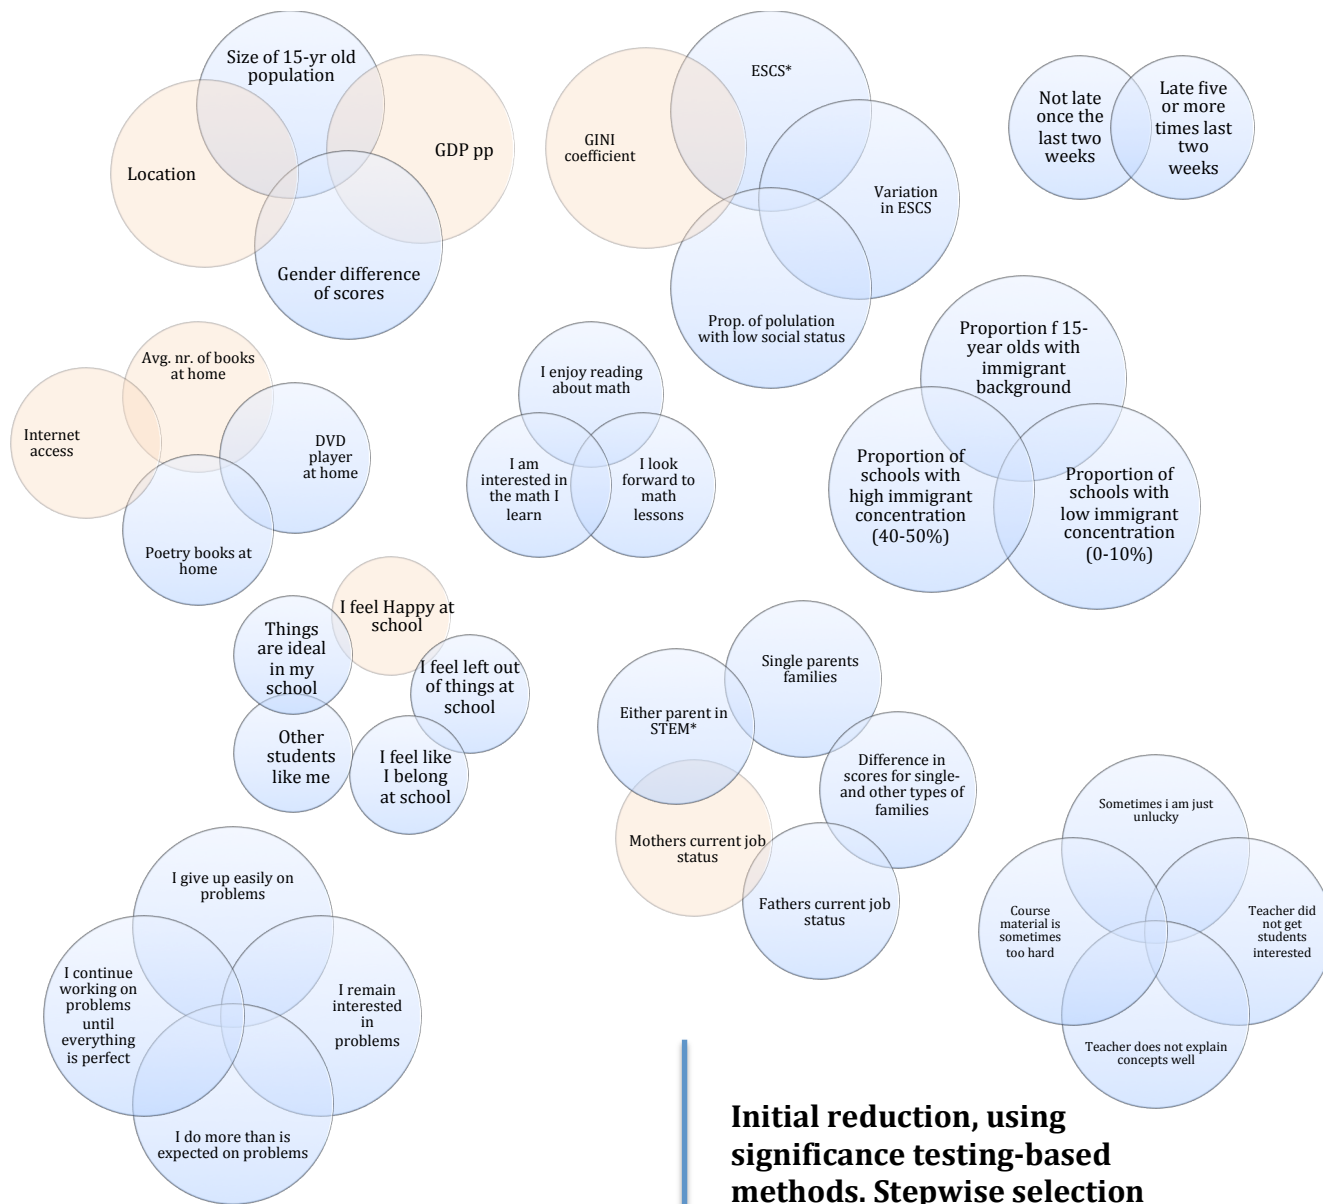 Size of 15-yr old
population
Location
GDP pp
Gender difference
of scores
ESCS*
GINI
coefficient
Variation
in ESCS
Prop. of polulation
with low social status
Not late
once the
last two
weeks
Late five
or more
times last
two
weeks
Avg. nr. of books
at home
Internet
access
DVD
player
at home
Poetry books at
home
I enjoy reading
about math
I am
interested in
the math I
learn
I look
forward to
math
lessons
Proportion f 15-
year olds with
immigrant
background
Proportion of
schools with
high immigrant
concentration
(40-50%)
Proportion of
schools with
low immigrant
concentration
(0-10%)
I feel Happy at
school
Things
are ideal
in my
school
I feel left out
of things at
school
Other
students
like me
I feel like
I belong
at school
Single parents
families
Either parent in
STEM*
Difference in
scores for single-
and other types of
families
Mothers current job
status
Fathers current job
status
Sometimes i am just
unlucky
Course
material is
sometimes
too hard
Teacher did
not get
students
interested
Teacher does not explain
concepts well
I give up easily on
problems
I continue
working on
problems
until
everything
is perfect
I remain
interested
in
problems
I do more than is
expected on problems
Initial reduction, using
significance testing-based
methods. Stepwise selection